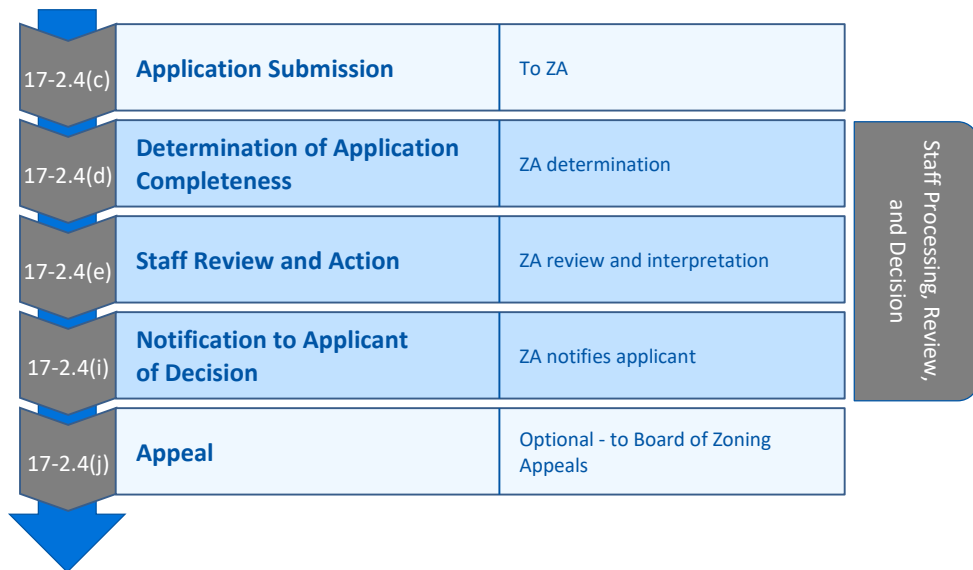 17-2.4(c)
Application Submission
To ZA
17-2.4(d)
Determination of Application
Completeness
ZA determination
17-2.4(e)
Staff Review and Action
ZA review and interpretation
17-2.4(i)
Notification to Applicant
of Decision
ZA notifies applicant
17-2.4(j)
Appeal
Optional - to Board of Zoning
Appeals
Staff Processing, Review,
and Decision